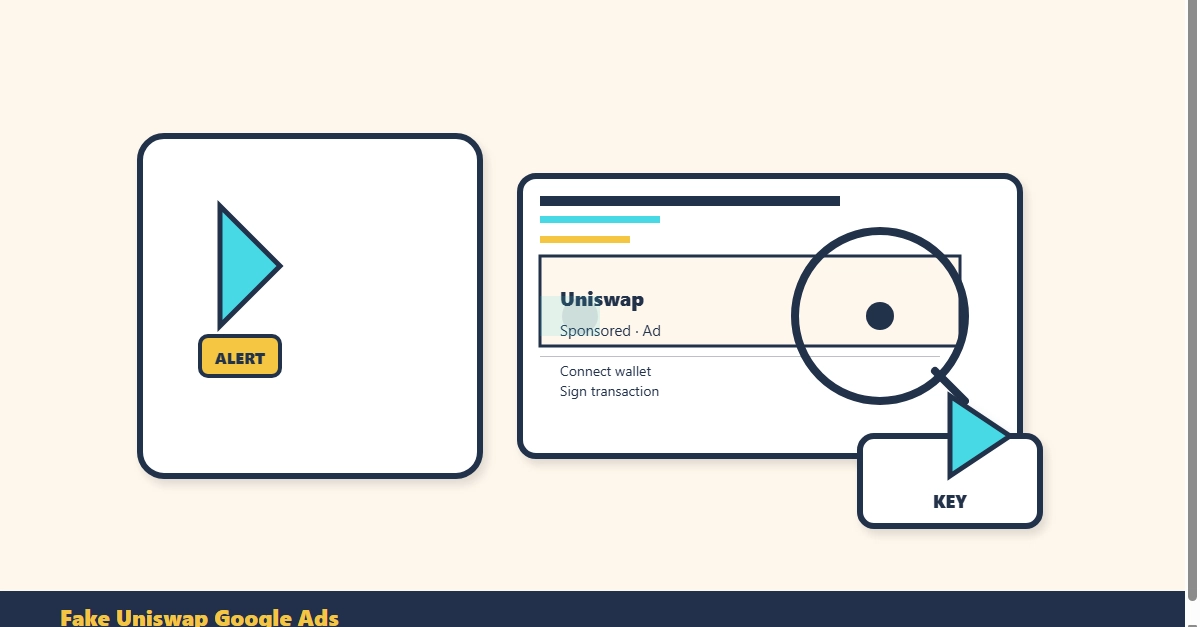 ALERT
Uniswap
Sponsored · Ad
Connect wallet
Sign transaction
KEY
Fake Uniswap Google Ads